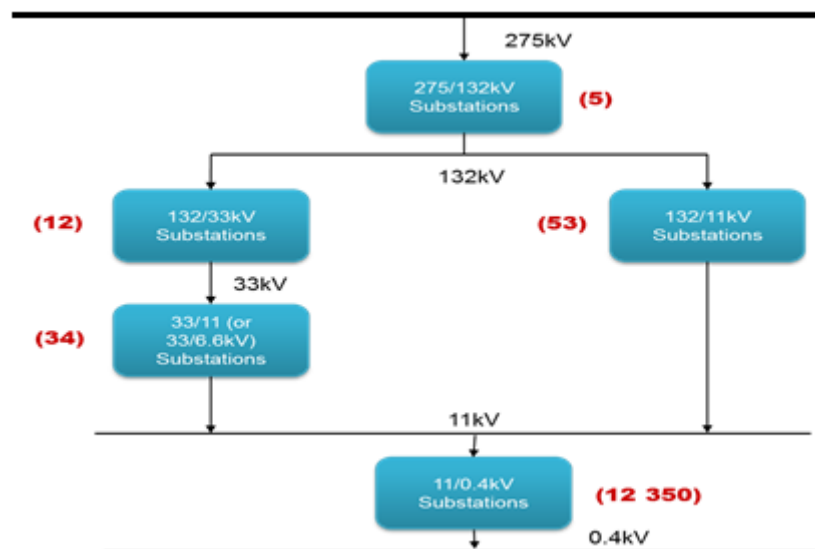 275kV
275/132kV
Substations
(5)
132kV
(12)
132/33kV
Substations
(53)
132/11kV
Substations
33kV
(34)
33/11 (or
33/6.6kV)
Substations
11kV
11/0.4kV
Substations
(12 350)
0.4kV